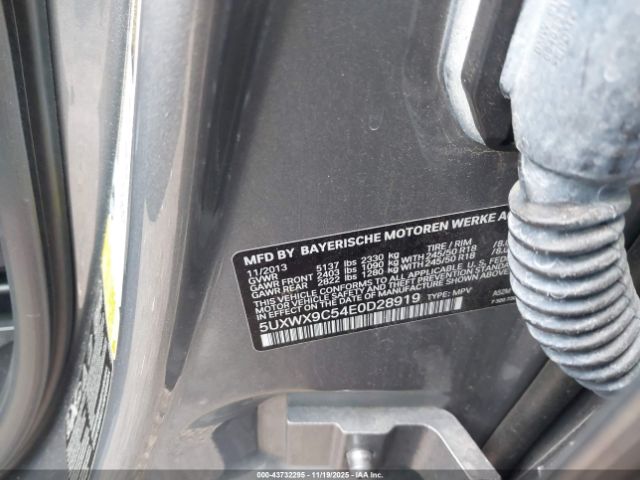 MFD BY BAYERISCHE MOTOREN WERKE AG
11/2013 TIRE / RIM
GVWR 5137 lbs 2330 kg
GAWR FRONT 2403 lbs 1090 kg WITH 245/50 R18
GAWR REAR 2822 lbs 1280 kg WITH 245/50 R18
THIS VEHICLE CONFORMS TO ALL APPLICABLE U.S. FEDERAL
MOTOR VEHICLE SAFETY AND THEFT PREVENTION
IN EFFECT ON THE DATE OF MANUFACTURE SHOWN ABOVE
5UXWX9C54E0D28919 TYPE: MPV
000-43732295 - 11/19/2025 - IAAI.COM